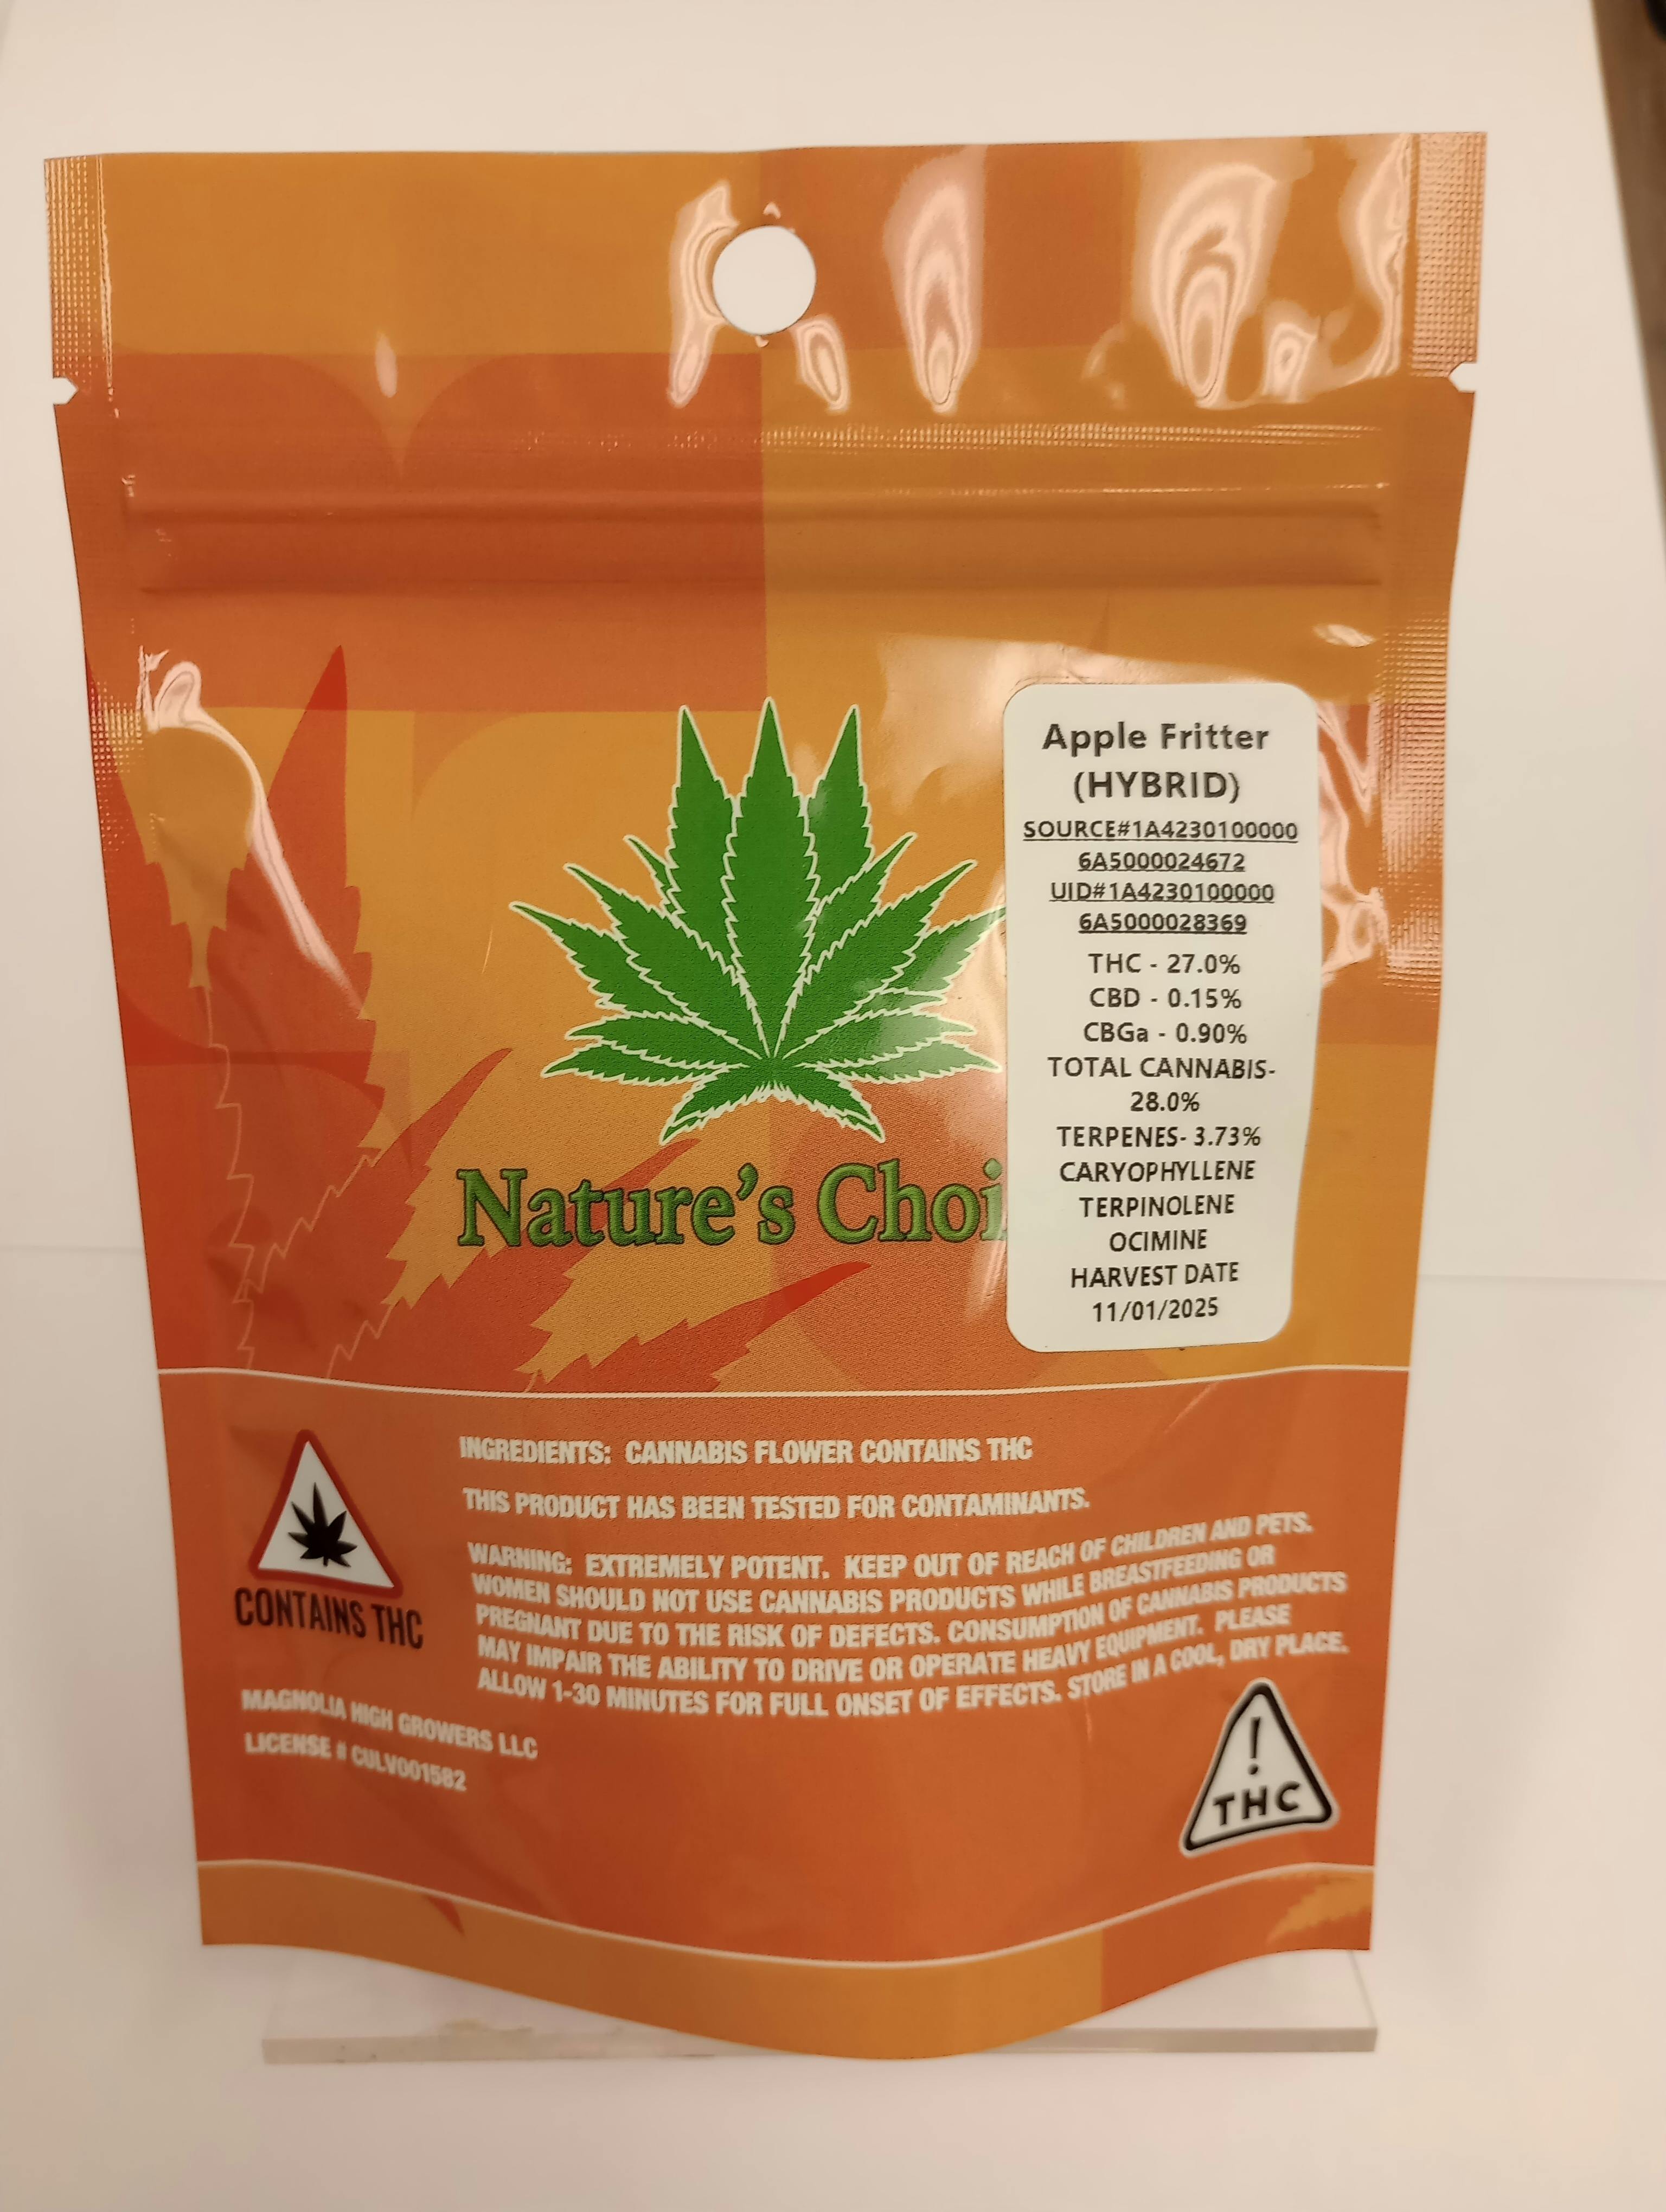 Apple Fritter
(HYBRID)
SOURCE#1A4230100000
6A5000024672
UID#1A4230100000
6A5000028369
THC - 27.0%
CBD - 0.15%
CBGa - 0.90%
TOTAL CANNABIS-
28.0%
TERPENES- 3.73%
CARYOPHYLLENE
TERPINOLENE
OCIMINE
HARVEST DATE
11/01/2025
Nature's Choi
INGREDIENTS: CANNABIS FLOWER CONTAINS THC
THIS PRODUCT HAS BEEN TESTED FOR CONTAMINANTS.
WARNING: EXTREMELY POTENT. KEEP OUT OF REACH OF CHILDREN AND PETS.
WOMEN SHOULD NOT USE CANNABIS PRODUCTS WHILE BREASTFEEDING OR
PREGNANT DUE TO THE RISK OF DEFECTS. CONSUMPTION OF CANNABIS PRODUCTS
MAY IMPAIR THE ABILITY TO DRIVE OR OPERATE HEAVY EQUIPMENT. PLEASE
ALLOW 1-30 MINUTES FOR FULL ONSET OF EFFECTS. STORE IN A COOL, DRY PLACE.
CONTAINS THC
MAGNOLIA HIGH GROWERS LLC
LICENSE # CULV001582
!
THC